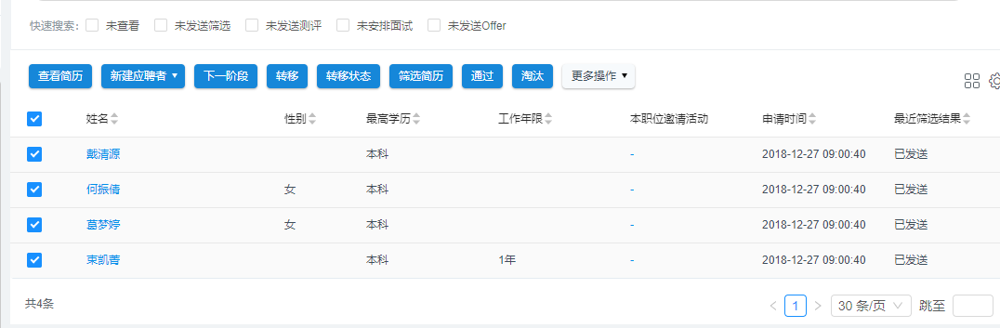 快速搜索： 未查看 未发送筛选 未发送测评 未安排面试 未发送Offer
查看简历 新建应聘者 下一阶段 转移 转移状态 筛选简历 通过 淘汰 更多操作
姓名 性别 最高学历 工作年限 本职位邀请活动 申请时间 最近筛选结果
戴清源 本科 - 2018-12-27 09:00:40 已发送
何振倩 女 本科 - 2018-12-27 09:00:40 已发送
葛梦婷 女 本科 - 2018-12-27 09:00:40 已发送
束凯菁 本科 1年 - 2018-12-27 09:00:40 已发送
共4条 < 1 > 30 条/页 跳至